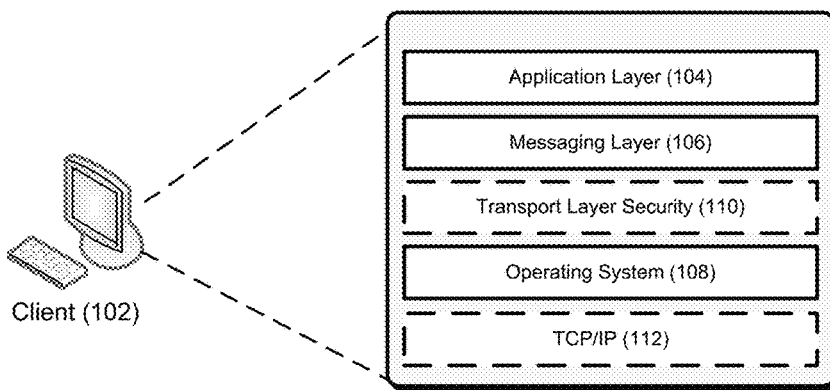 Application Layer (104)
Messaging Layer (106)
Transport Layer Security (110)
Operating System (108)
TCP/IP (112)
Client (102)